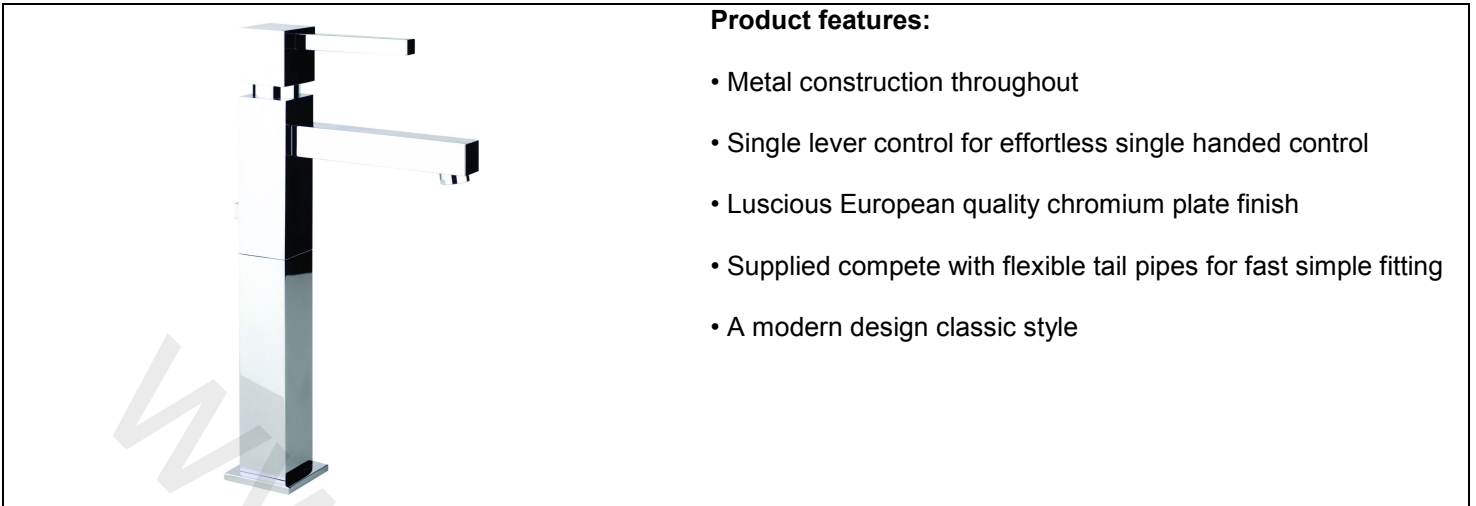 Product features:
• Metal construction throughout
• Single lever control for effortless single handed control
• Luscious European quality chromium plate finish
• Supplied compete with flexible tail pipes for fast simple fitting
• A modern design classic style